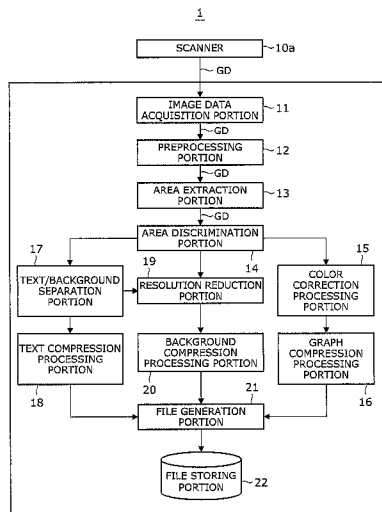 1
SCANNER
10a
GD
IMAGE DATA
ACQUISITION PORTION
11
GD
PREPROCESSING
PORTION
12
GD
AREA EXTRACTION
PORTION
13
GD
AREA DISCRIMINATION
PORTION
14
17
TEXT/BACKGROUND
SEPARATION
PORTION
19
RESOLUTION REDUCTION
PORTION
15
COLOR
CORRECTION
PROCESSING
PORTION
TEXT COMPRESSION
PROCESSING
PORTION
18
BACKGROUND
COMPRESSION
PROCESSING PORTION
20
GRAPH
COMPRESSION
PROCESSING
PORTION
16
21
FILE GENERATION
PORTION
FILE STORING
PORTION
22